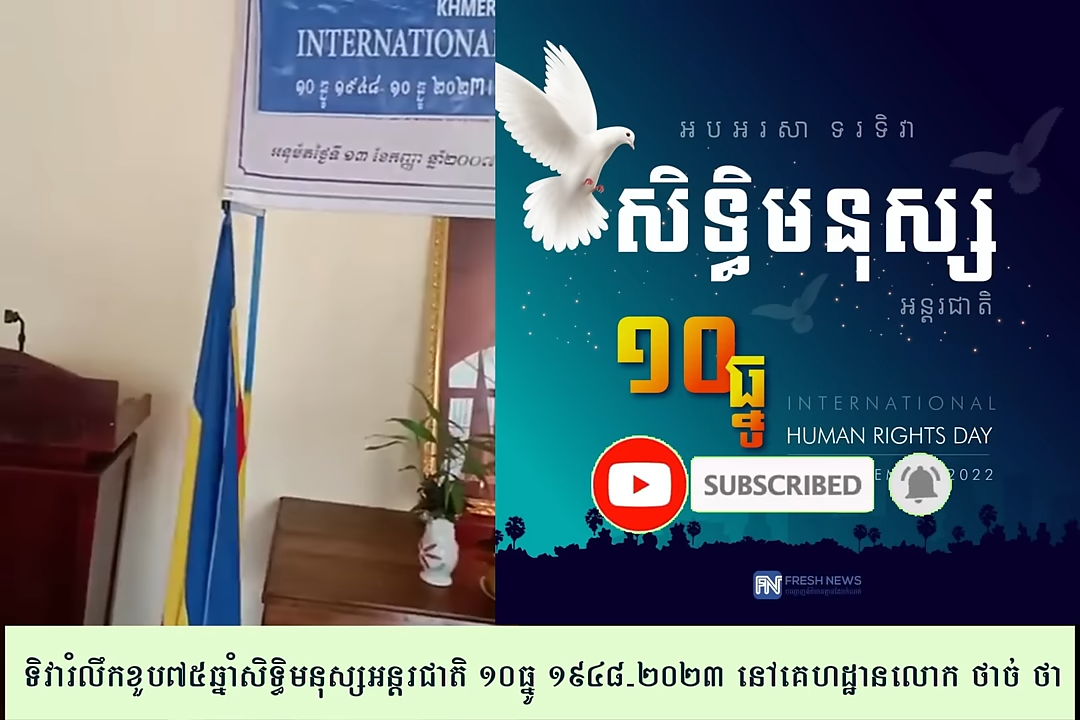 KHMER
INTERNATIONAL
១០ ធ្នូ ១៩៤៨- ១០ ធ្នូ ២០២៣
អនុម័តថ្ងៃទី ១៣ ខែកញ្ញា ឆ្នាំ២០០៧
អបអរសាទរទិវា
សិទ្ធិមនុស្ស
អន្តរជាតិ
១០ធ្នូ
INTERNATIONAL
HUMAN RIGHTS DAY
2022
SUBSCRIBED
FRESH NEWS
ទិវារំលឹកខួប៧៥ឆ្នាំសិទ្ធិមនុស្សអន្តរជាតិ ១០ធ្នូ ១៩៤៨-២០២៣ នៅគេហដ្ឋានលោក ថាច់ ថា